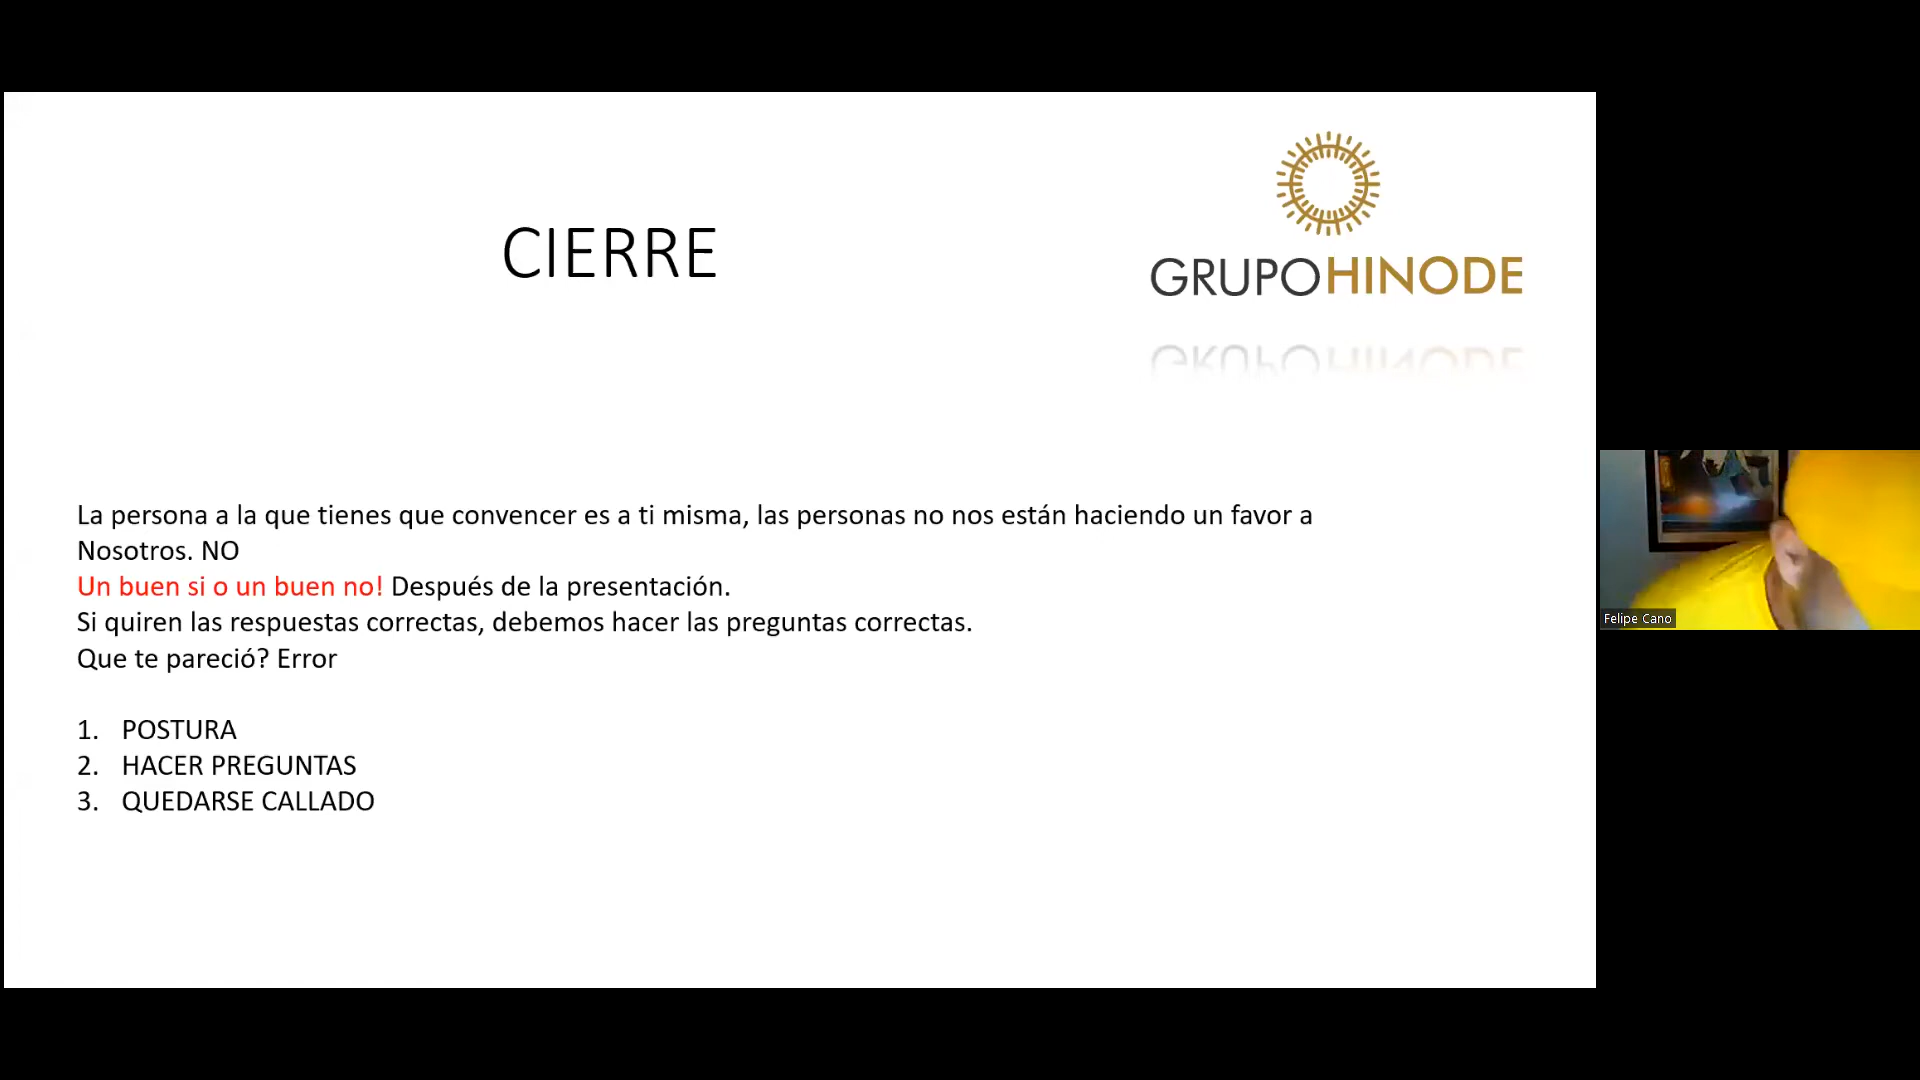 CIERRE
GRUPOHINODE
La persona a la que tienes que convencer es a ti misma, las personas no nos están haciendo un favor a
Nosotros. NO
Un buen si o un buen no! Después de la presentación.
Si quiren las respuestas correctas, debemos hacer las preguntas correctas.
Que te pareció? Error
1. POSTURA
2. HACER PREGUNTAS
3. QUEDARSE CALLADO
Felipe Cano